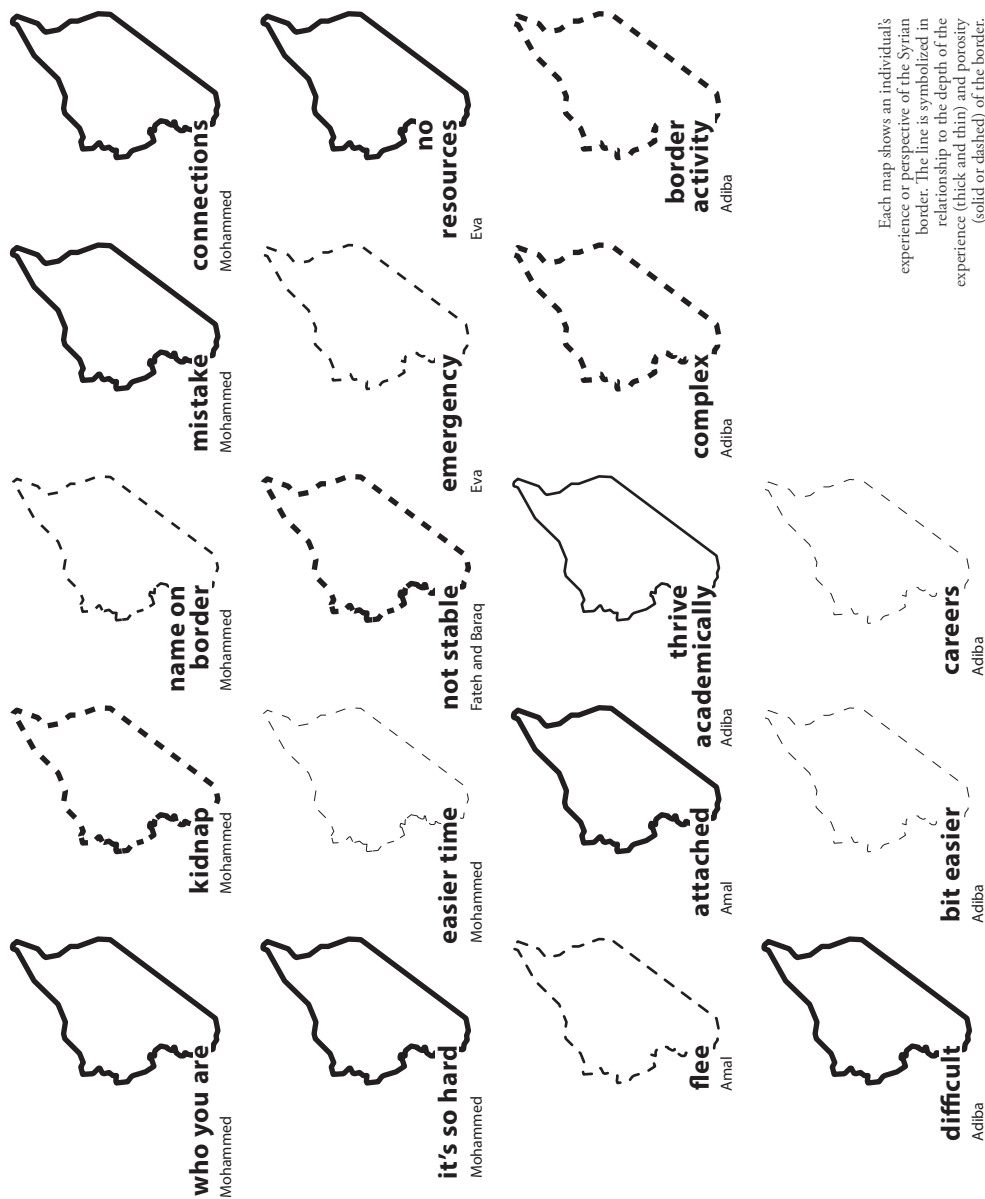 who you are
Mohammed
kidnap
Mohammed
name on
border
Mohammed
mistake
Mohammed
connections
Mohammed
it's so hard
Mohammed
easier time
Mohammed
not stable
Fateh and Baraq
emergency
Eva
no
resources
Eva
flee
Amal
attached
Amal
thrive
academically
Adiba
complex
Adiba
border
activity
Adiba
difficult
Adiba
bit easier
Adiba
careers
Adiba
Each map shows an individual's
experience or perspective of the Syrian
border. The line is symbolized in
relationship to the depth of the
experience (thick and thin) and porosity
(solid or dashed) of the border.